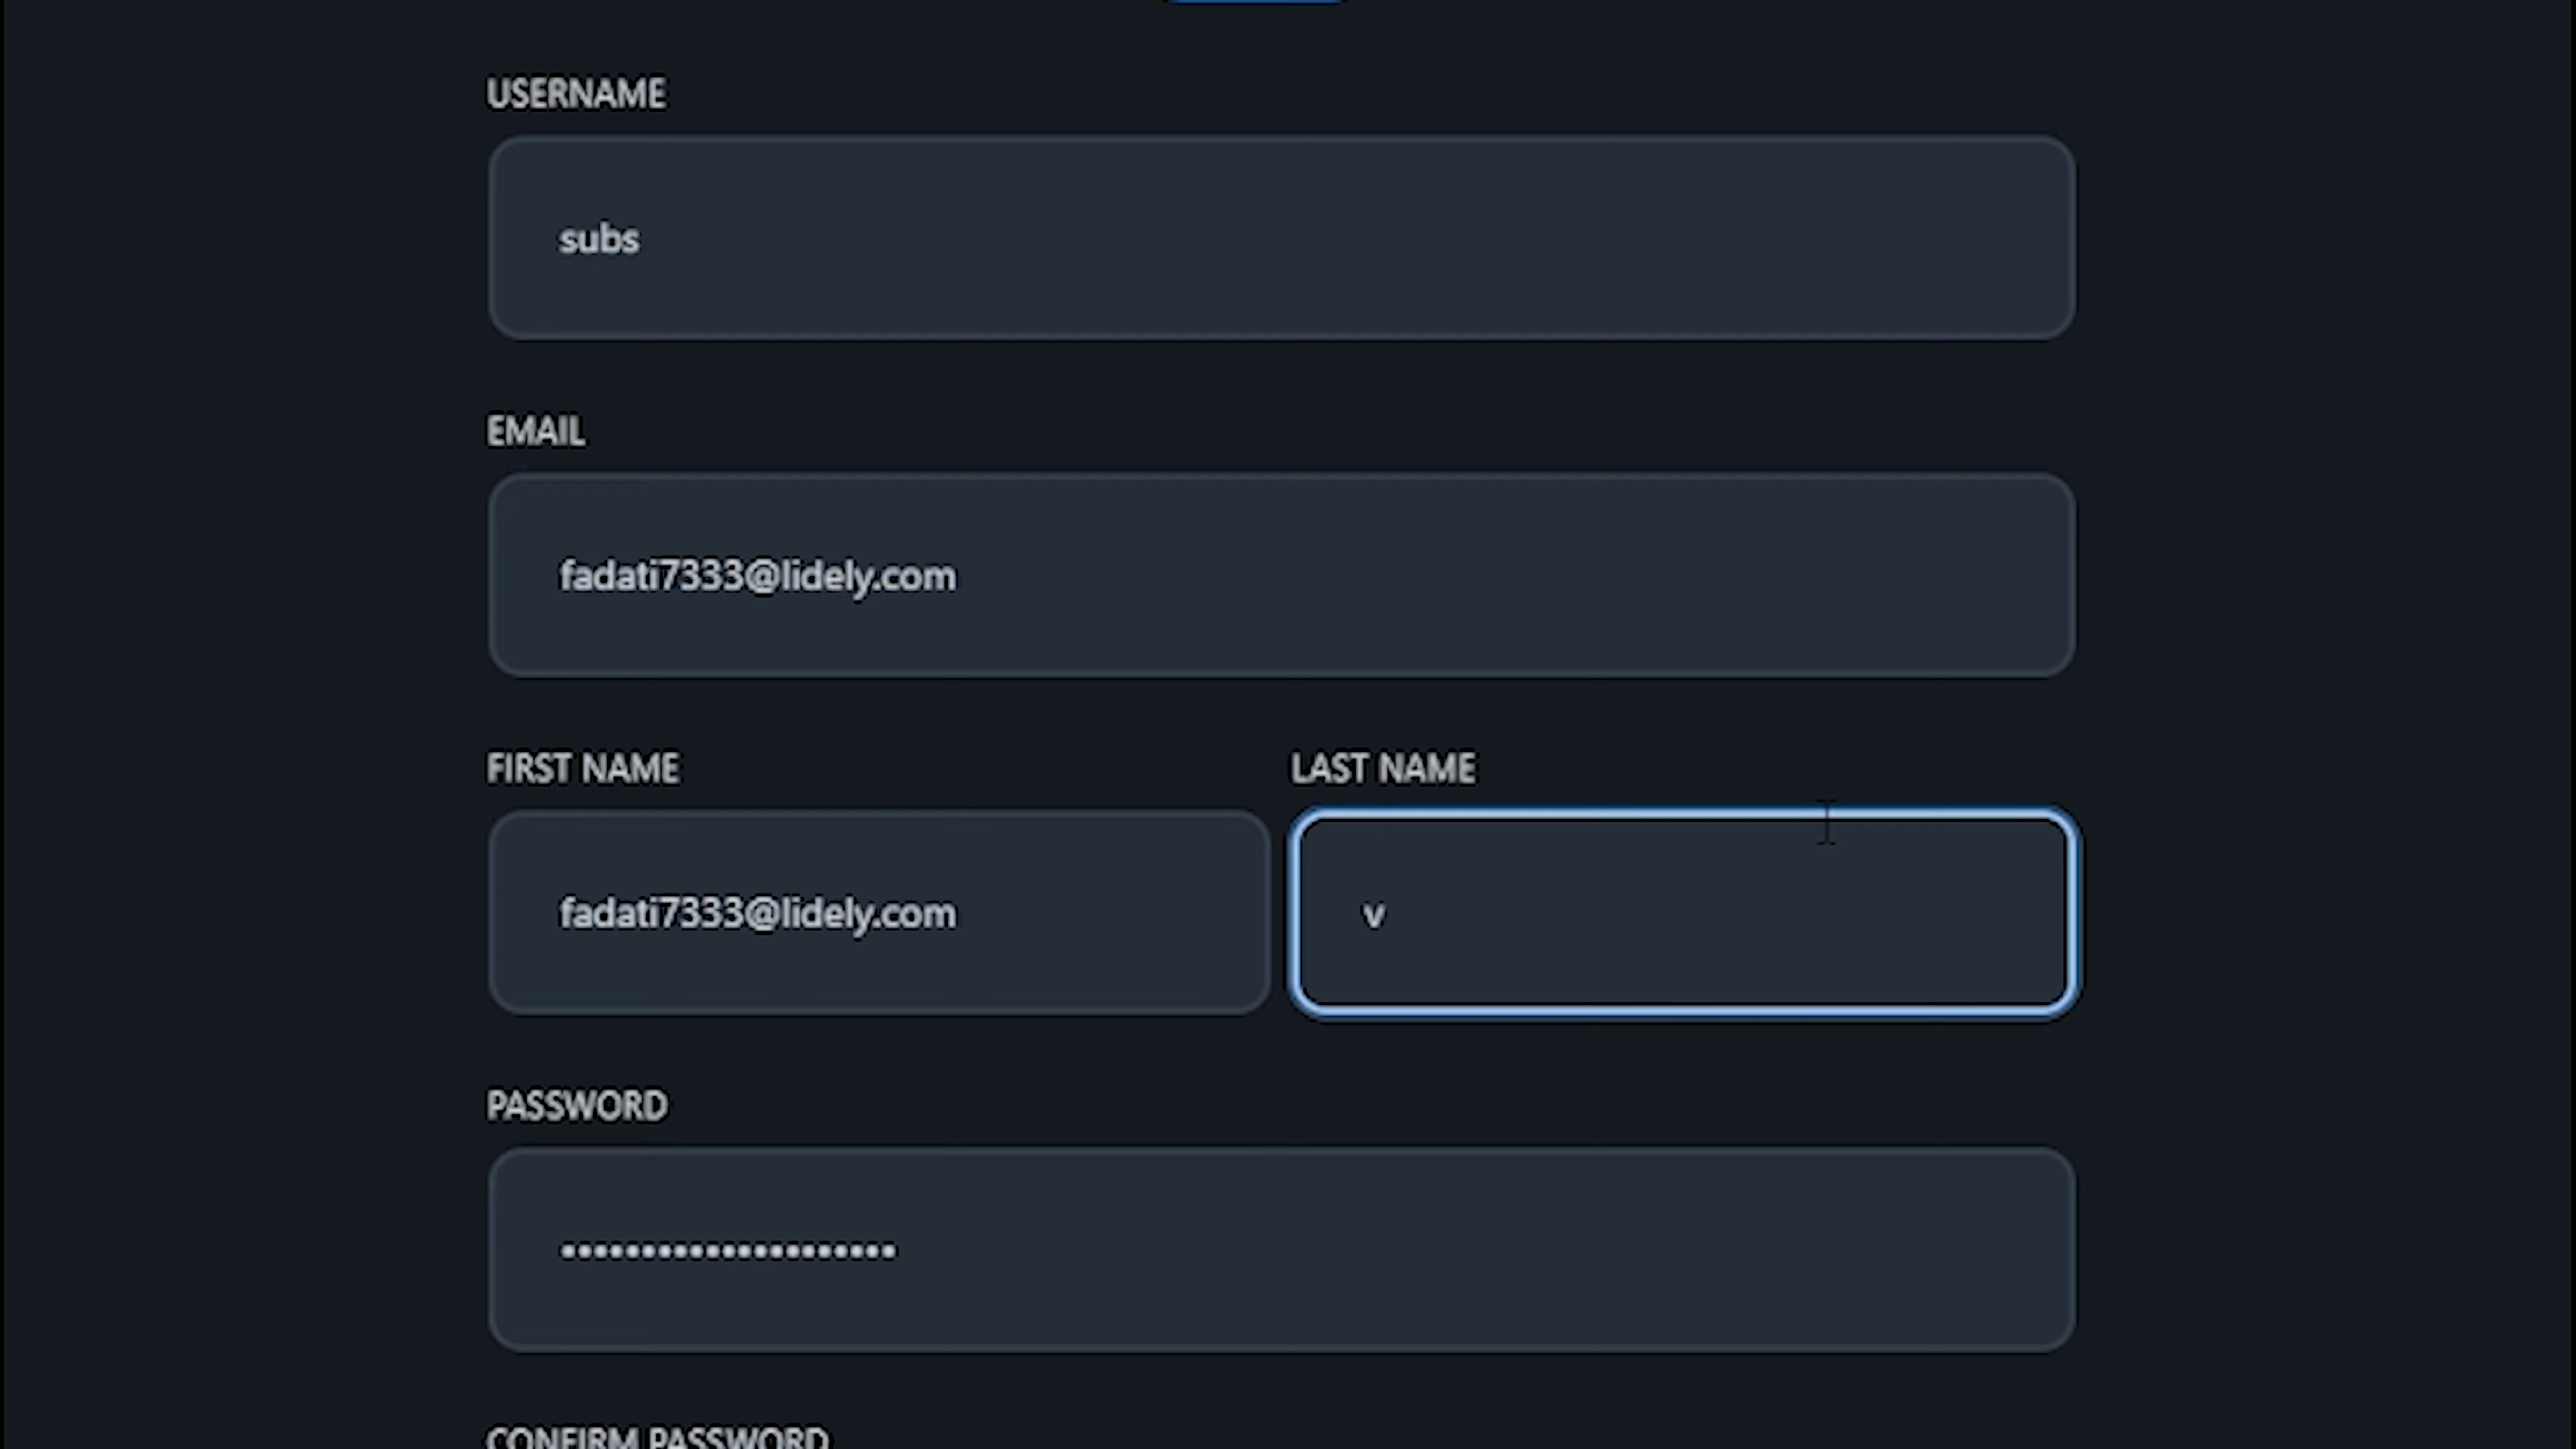 USERNAME
subs
EMAIL
fadati7333@lidely.com
FIRST NAME
LAST NAME
fadati7333@lidely.com
v
PASSWORD
•••••••••••••••••••••
CONFIRM PASSWORD